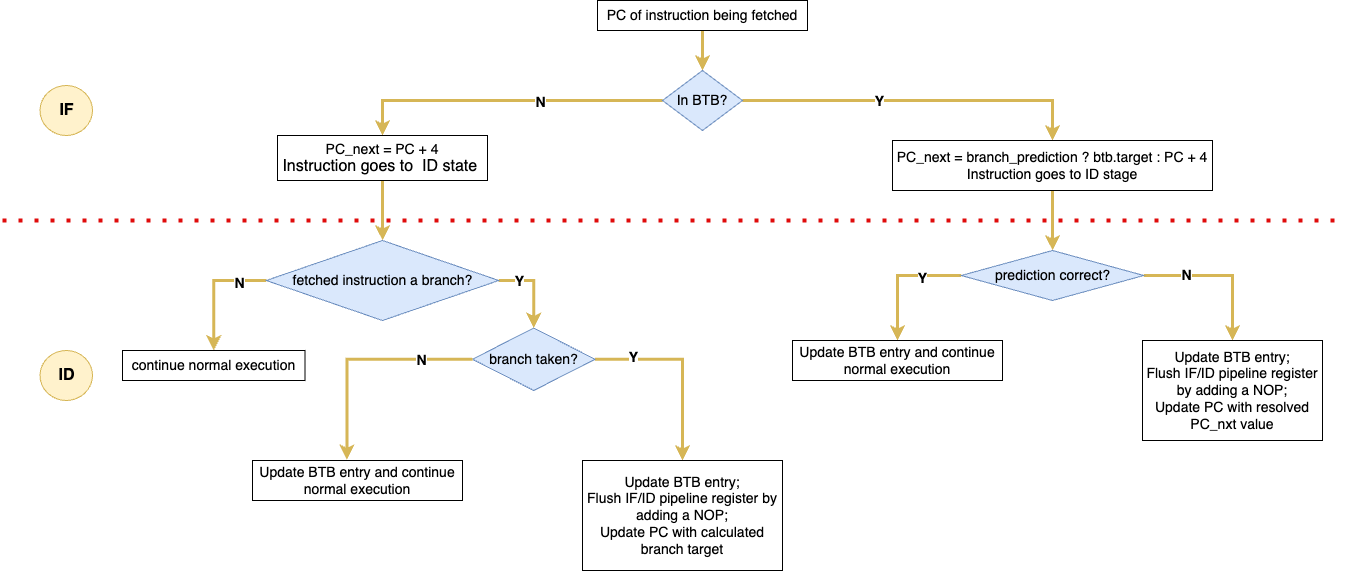 PC of instruction being fetched
In BTB?
N
Y
IF
PC_next = PC + 4
Instruction goes to  ID state
PC_next = branch_prediction ? btb.target : PC + 4
Instruction goes to ID stage
fetched instruction a branch?
N
Y
prediction correct?
Y
N
ID
continue normal execution
branch taken?
N
Y
Update BTB entry and continue
normal execution
Update BTB entry;
Flush IF/ID pipeline register
by adding a NOP;
Update PC with resolved
PC_nxt value
Update BTB entry and continue
normal execution
Update BTB entry;
Flush IF/ID pipeline register by
adding a NOP;
Update PC with calculated
branch target